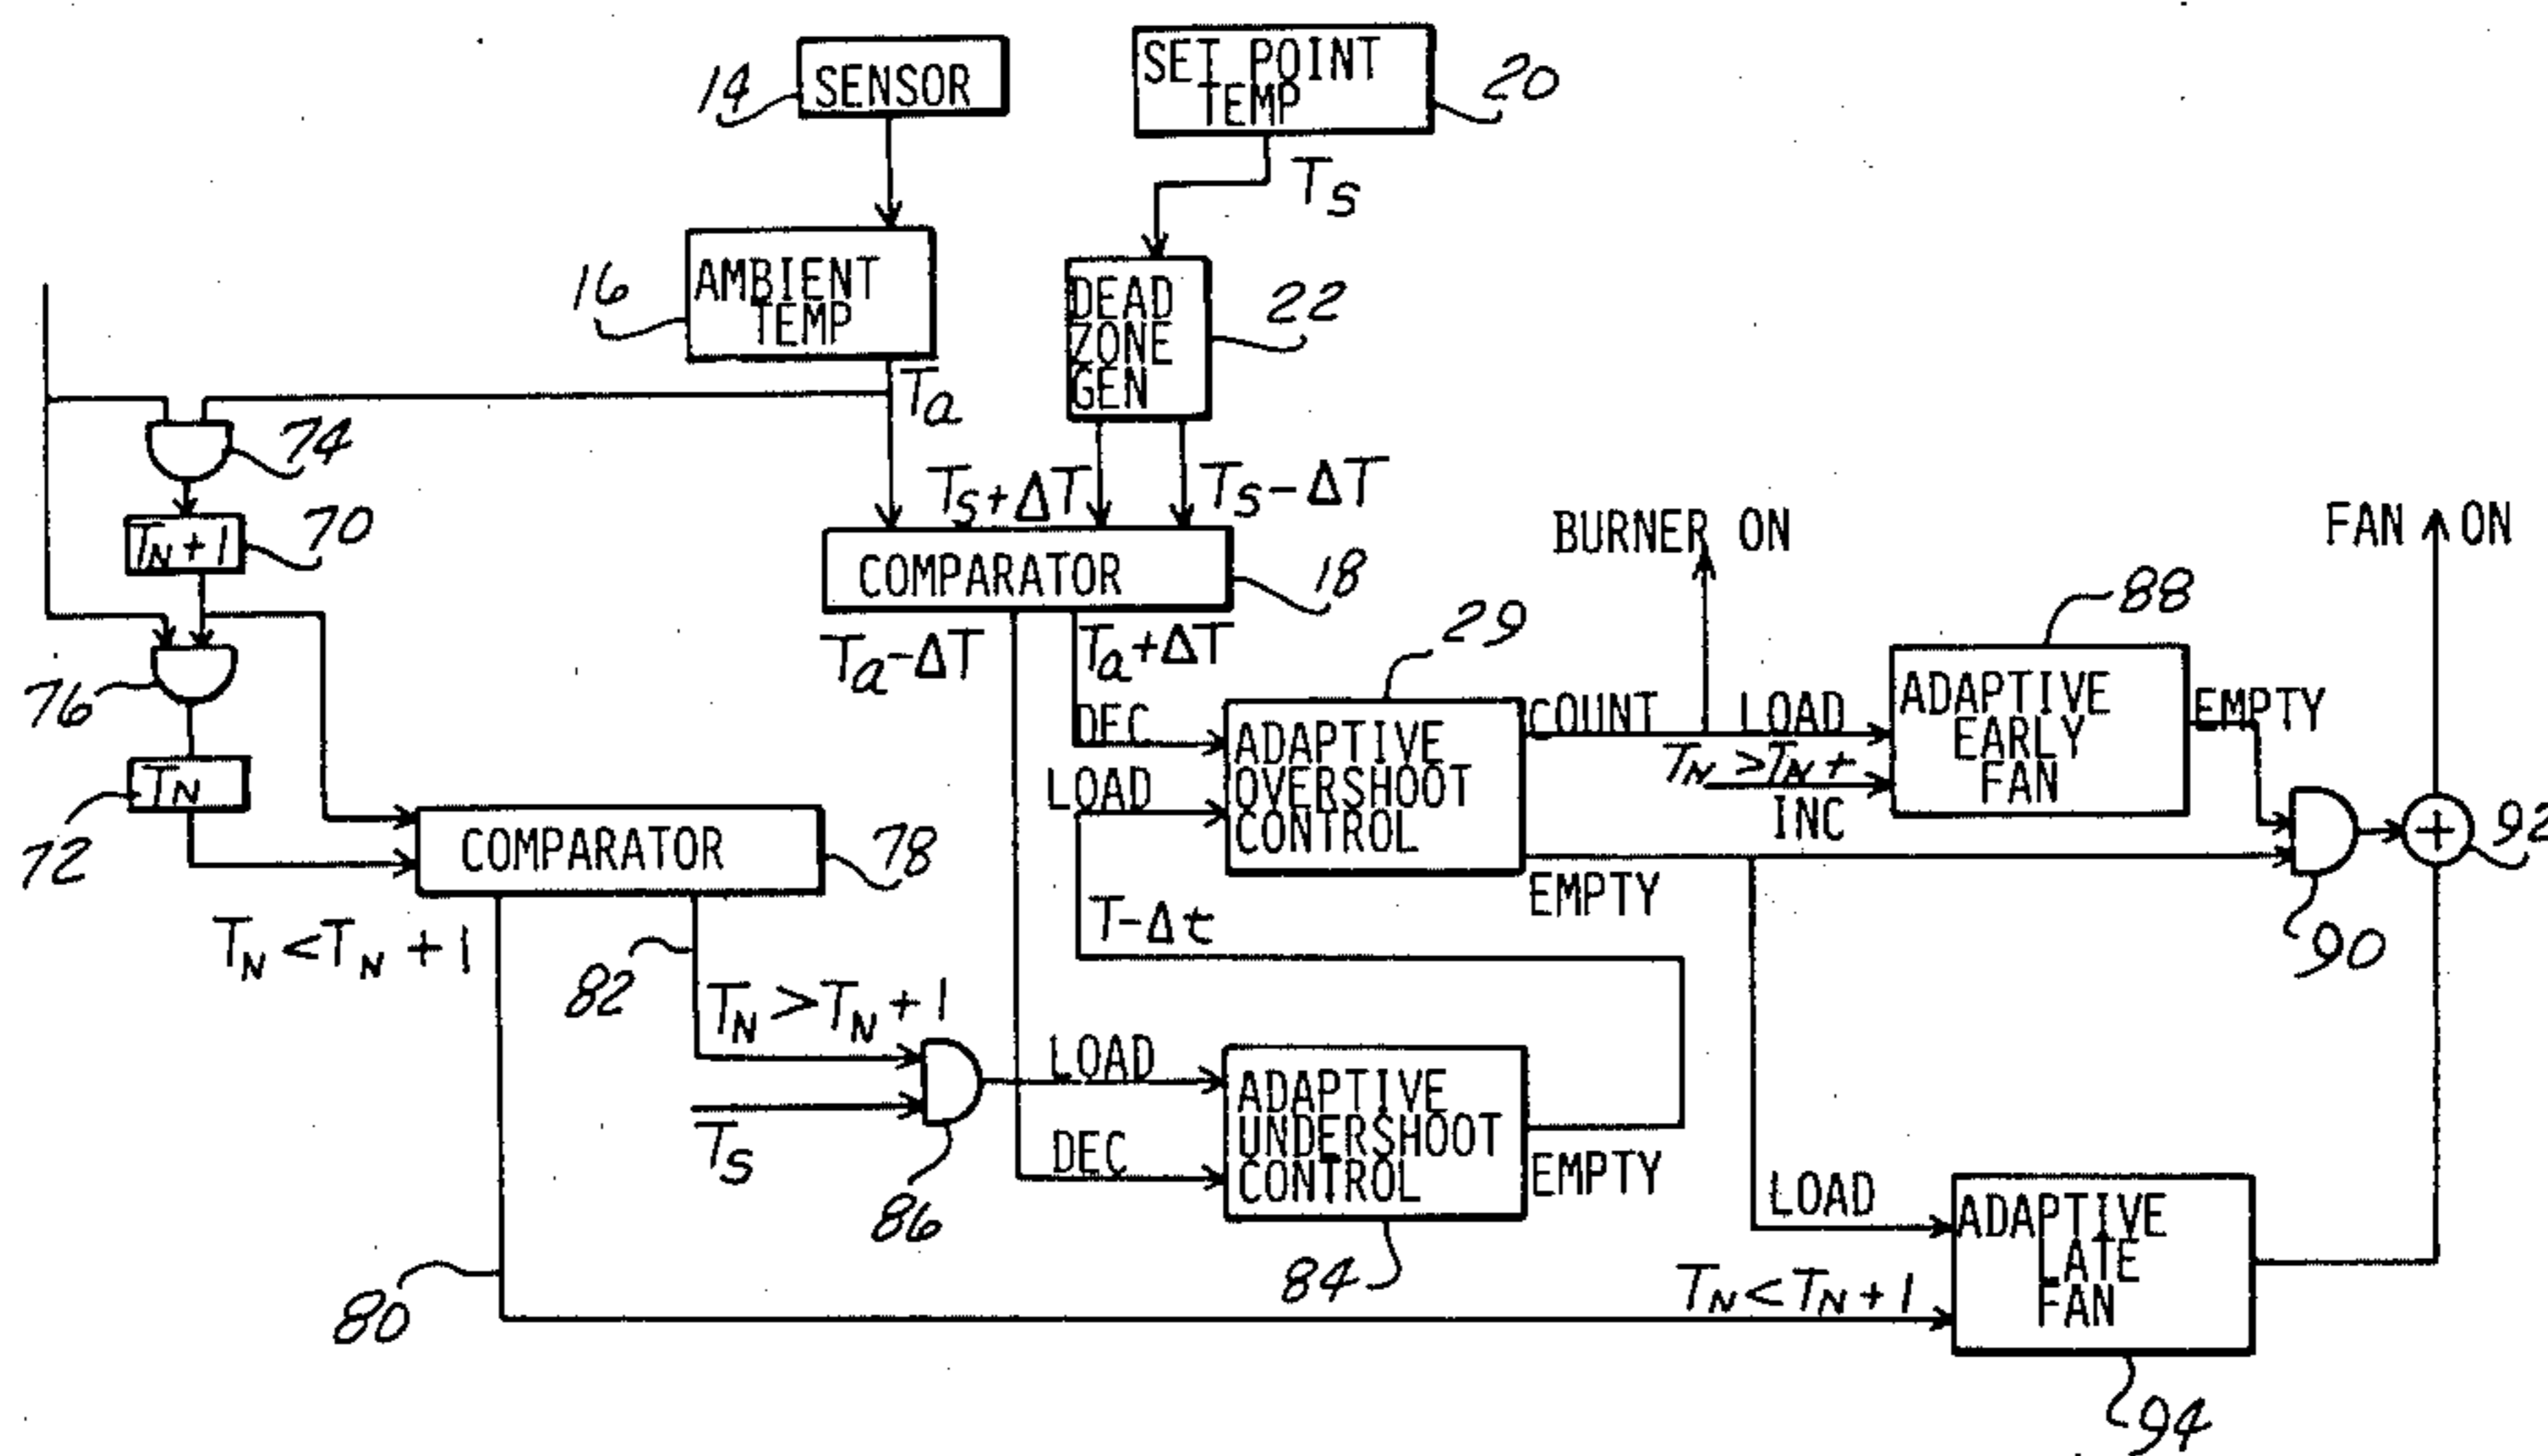 14
SENSOR
SET POINT
TEMP
20
Ts
16
AMBIENT
TEMP
Ta
DEAD
ZONE
GEN
22
74
Ts+ΔT
Ts-ΔT
TN+1
70
COMPARATOR
18
BURNER ON
FAN ON
76
Ta-ΔT
Ta+ΔT
29
88
DEC
LOAD
ADAPTIVE
OVERSHOOT
CONTROL
COUNT
LOAD
TN>TN+
INC
ADAPTIVE
EARLY
FAN
EMPTY
TN
72
COMPARATOR
78
92
EMPTY
90
T-Δt
TN<TN+1
82
TN>TN+1
Ts
86
LOAD
DEC
ADAPTIVE
UNDERSHOOT
CONTROL
EMPTY
84
80
LOAD
TN<TN+1
ADAPTIVE
LATE
FAN
94